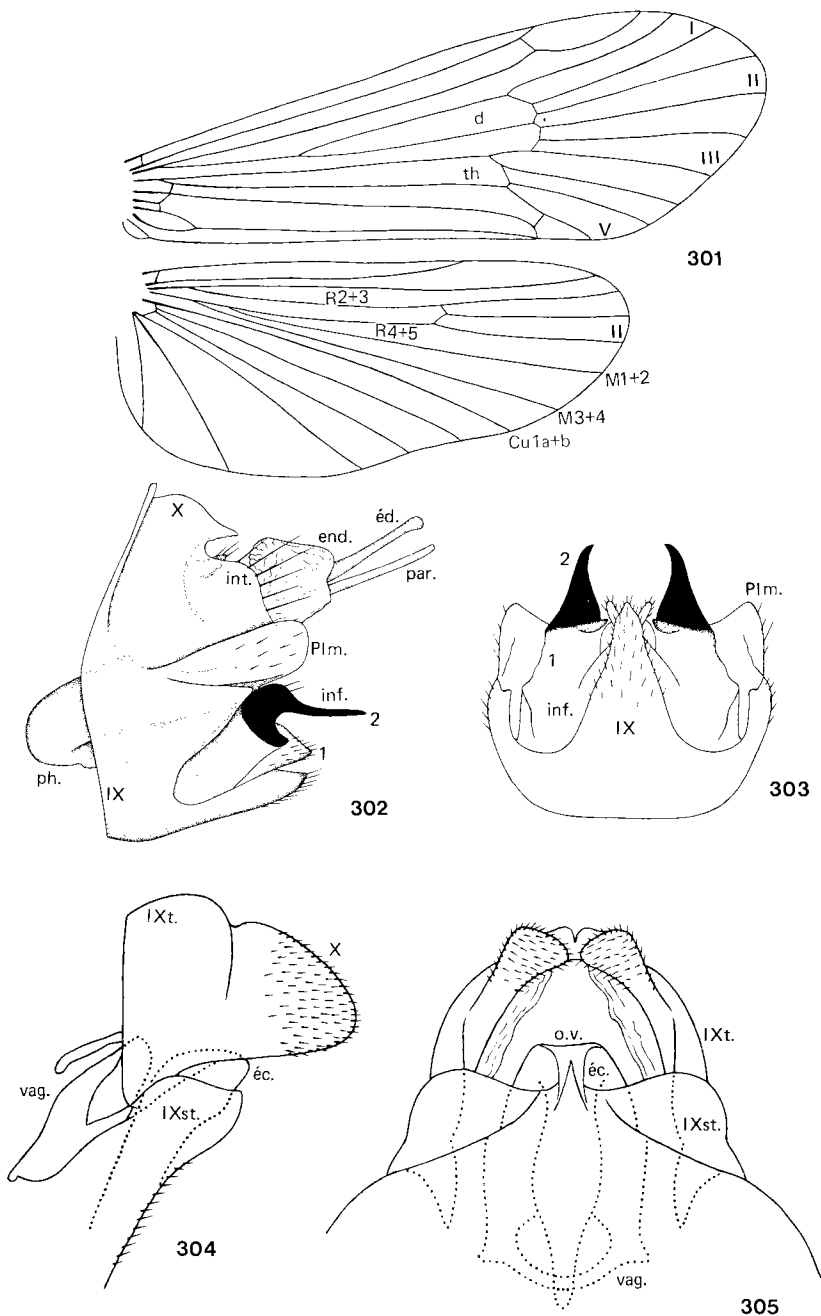 I
II
d
III
th
V
301
R2+3
R4+5
II
M1+2
M3+4
Cu1a+b
X
éd.
end.
par.
int.
Plm.
inf.
2
1
ph.
IX
302
2
Plm.
1
inf.
IX
303
IXt.
X
vag.
éc.
IXst.
304
o.v.
IXt.
éc.
IXst.
vag.
305